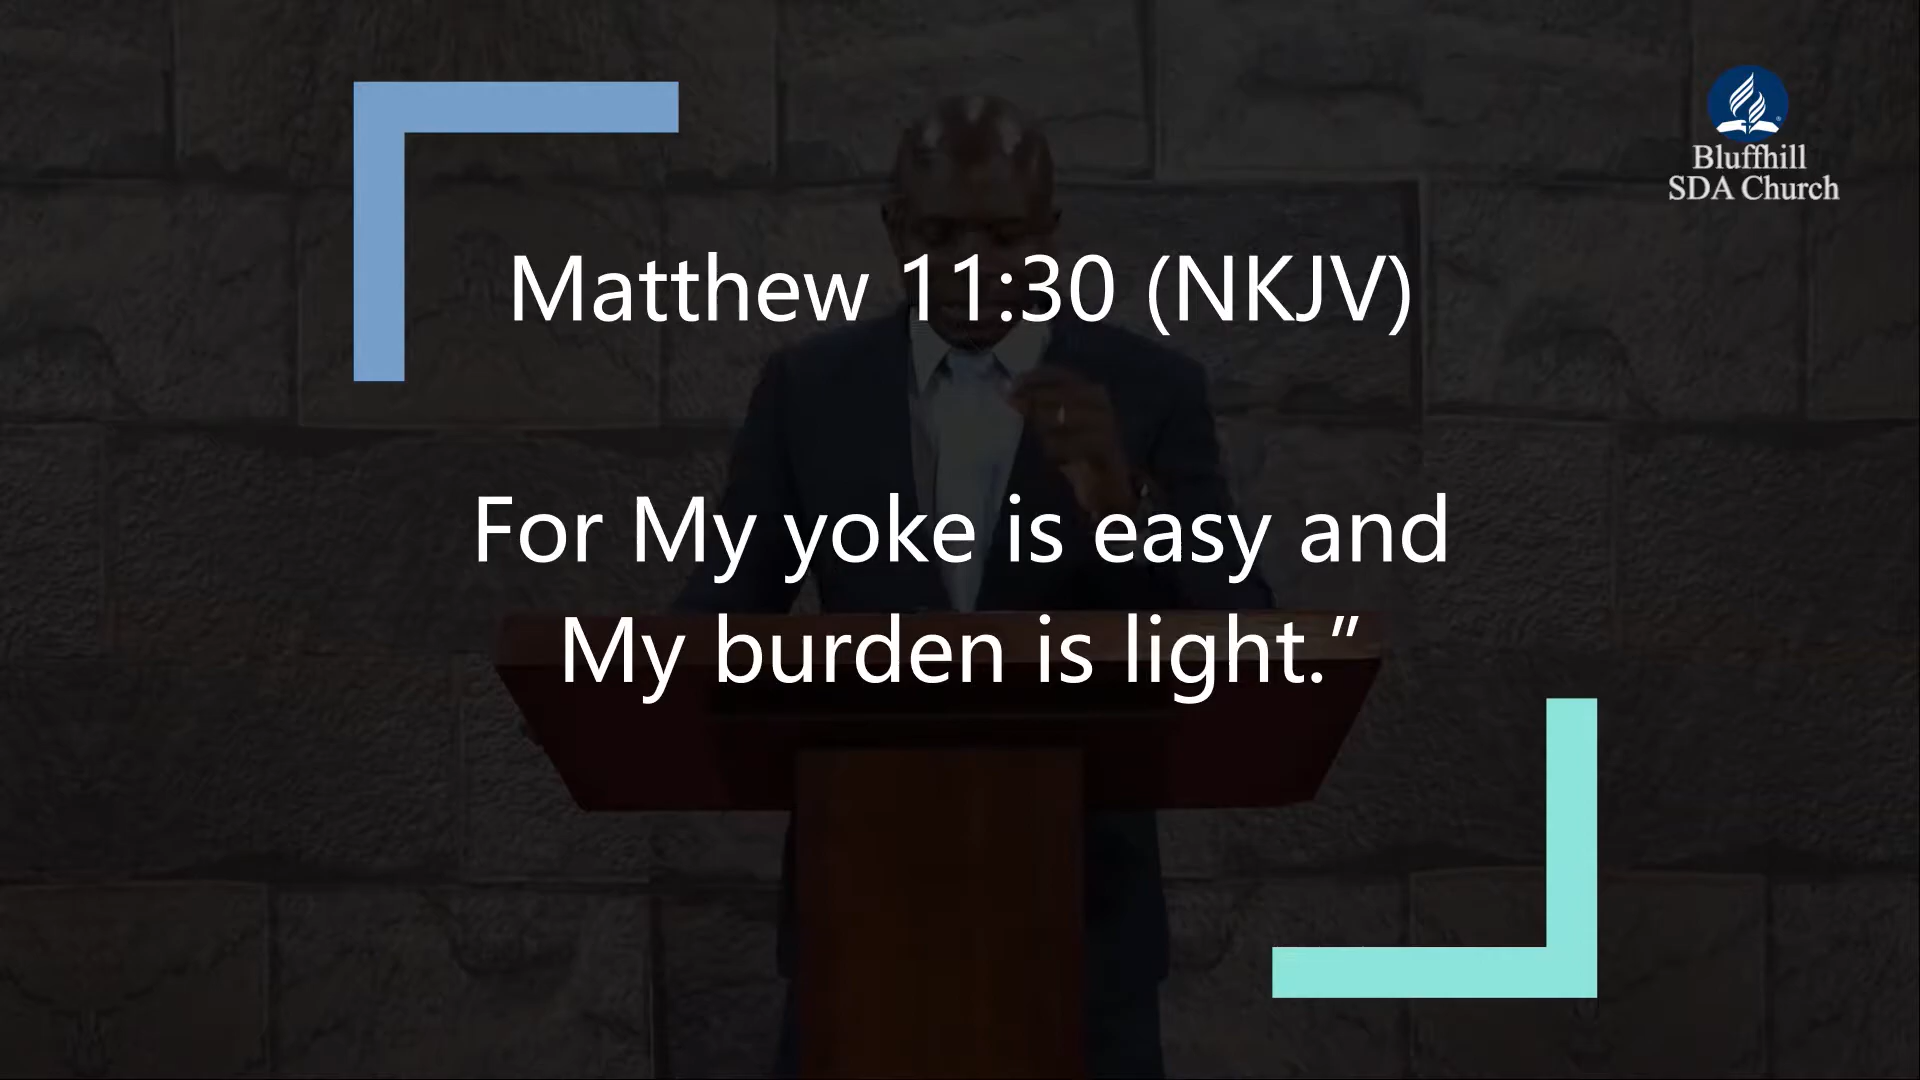 Bluffhill
SDA Church
Matthew 11:30 (NKJV)
For My yoke is easy and
My burden is light.”